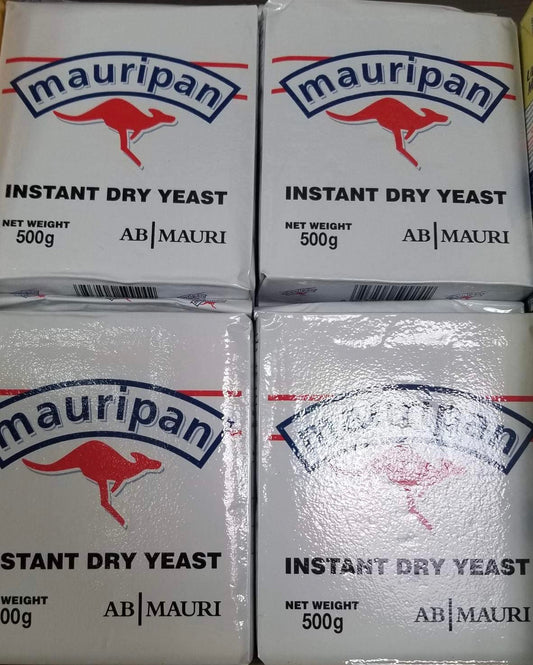 mauripan
INSTANT DRY YEAST
NET WEIGHT
500g
AB|MAURI
mauripan
INSTANT DRY YEAST
NET WEIGHT
500g
AB|MAURI
mauripan
STANT DRY YEAST
WEIGHT
00g
AB|MAURI
mauripan
INSTANT DRY YEAST
NET WEIGHT
500g
AB|MAURI